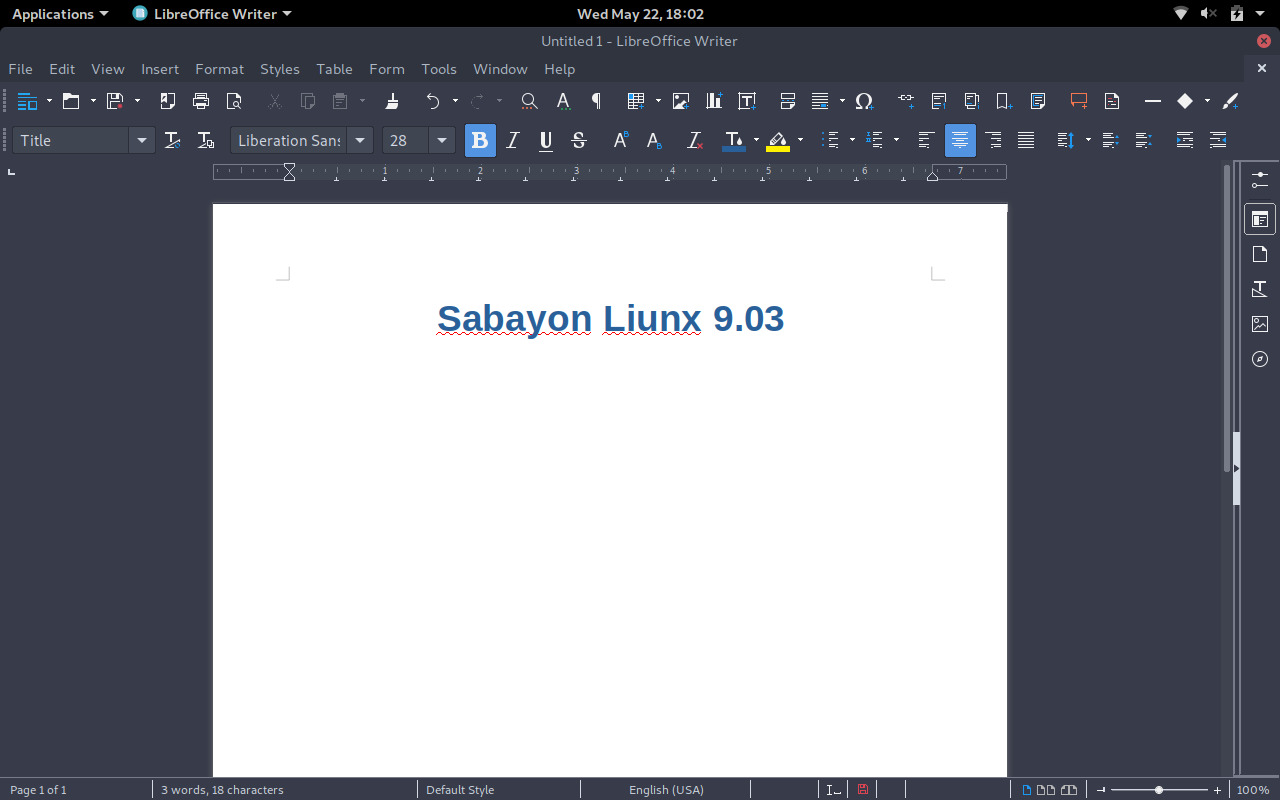 Applications LibreOffice Writer Wed May 22, 18:02
Untitled 1 - LibreOffice Writer
File Edit View Insert Format Styles Table Form Tools Window Help
Title Liberation Sans 28
1 2 3 4 5 6 7
Sabayon Liunx 9.03
Page 1 of 1 3 words, 18 characters Default Style English (USA) 100%